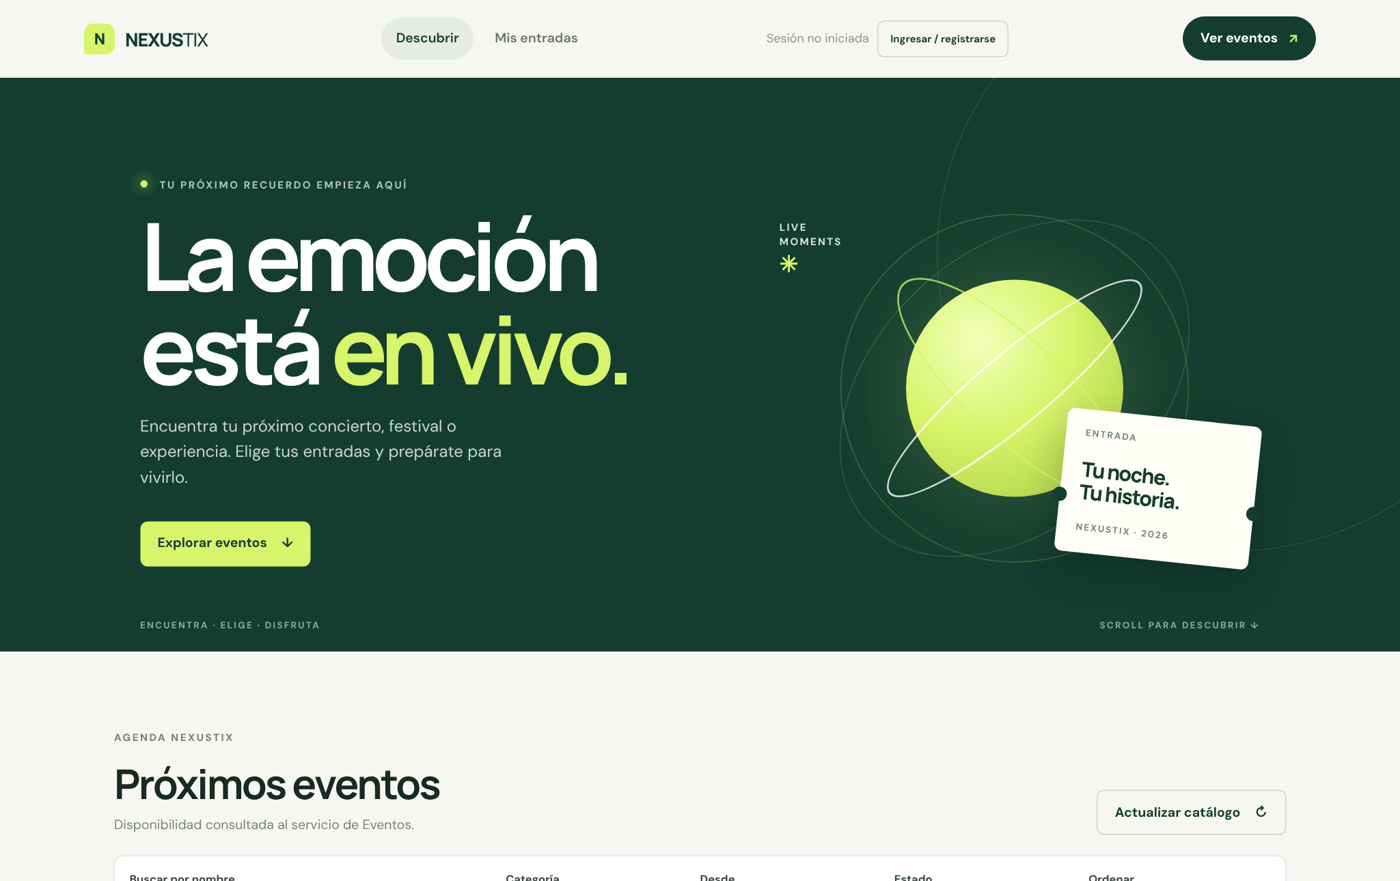 N NEXUSTIX
Descubrir
Mis entradas
Sesión no iniciada
Ingresar / registrarse
Ver eventos ↗
TU PRÓXIMO RECUERDO EMPIEZA AQUÍ
La emoción
está en vivo.
Encuentra tu próximo concierto, festival o
experiencia. Elige tus entradas y prepárate para
vivirlo.
Explorar eventos ↓
LIVE
MOMENTS
ENTRADA
Tu noche.
Tu historia.
NEXUSTIX · 2026
ENCUENTRA · ELIGE · DISFRUTA
SCROLL PARA DESCUBRIR ↓
AGENDA NEXUSTIX
Próximos eventos
Disponibilidad consultada al servicio de Eventos.
Actualizar catálogo ↻
Buscar por nombre
Categoría
Desde
Estado
Ordenar